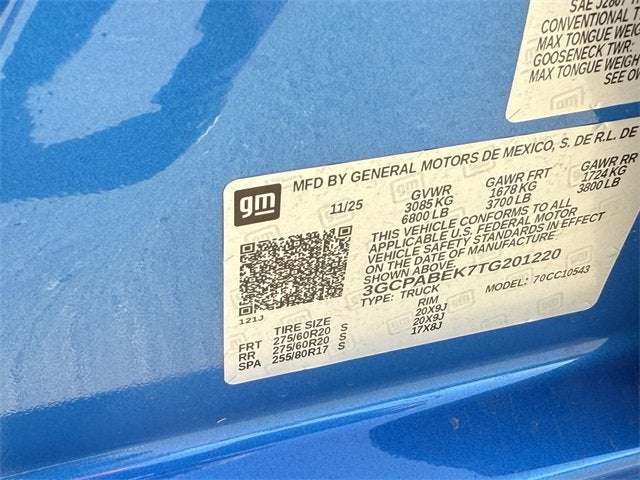 SAE J2807
CONVENTIONAL T
MAX TONGUE WEIG
GOOSENECK TWR:
MAX TONGUE WEIGH
SEE OW
gm
MFD BY GENERAL MOTORS DE MEXICO, S. DE R.L. DE
11/25 GVWR GAWR FRT GAWR RR
3085 KG 1678 KG 1724 KG
6800 LB 3700 LB 3800 LB
THIS VEHICLE CONFORMS TO ALL
APPLICABLE U.S. FEDERAL MOTOR
VEHICLE SAFETY STANDARDS IN EFFECT
ON THE DATE OF MANUFACTURE
SHOWN ABOVE.
3GCPABEK7TG201220
TYPE: TRUCK MODEL: 70CC10543
121J
TIRE SIZE RIM
FRT 275/60R20 S 20X9J
RR 275/60R20 S 20X9J
SPA 255/80R17 S 17X8J